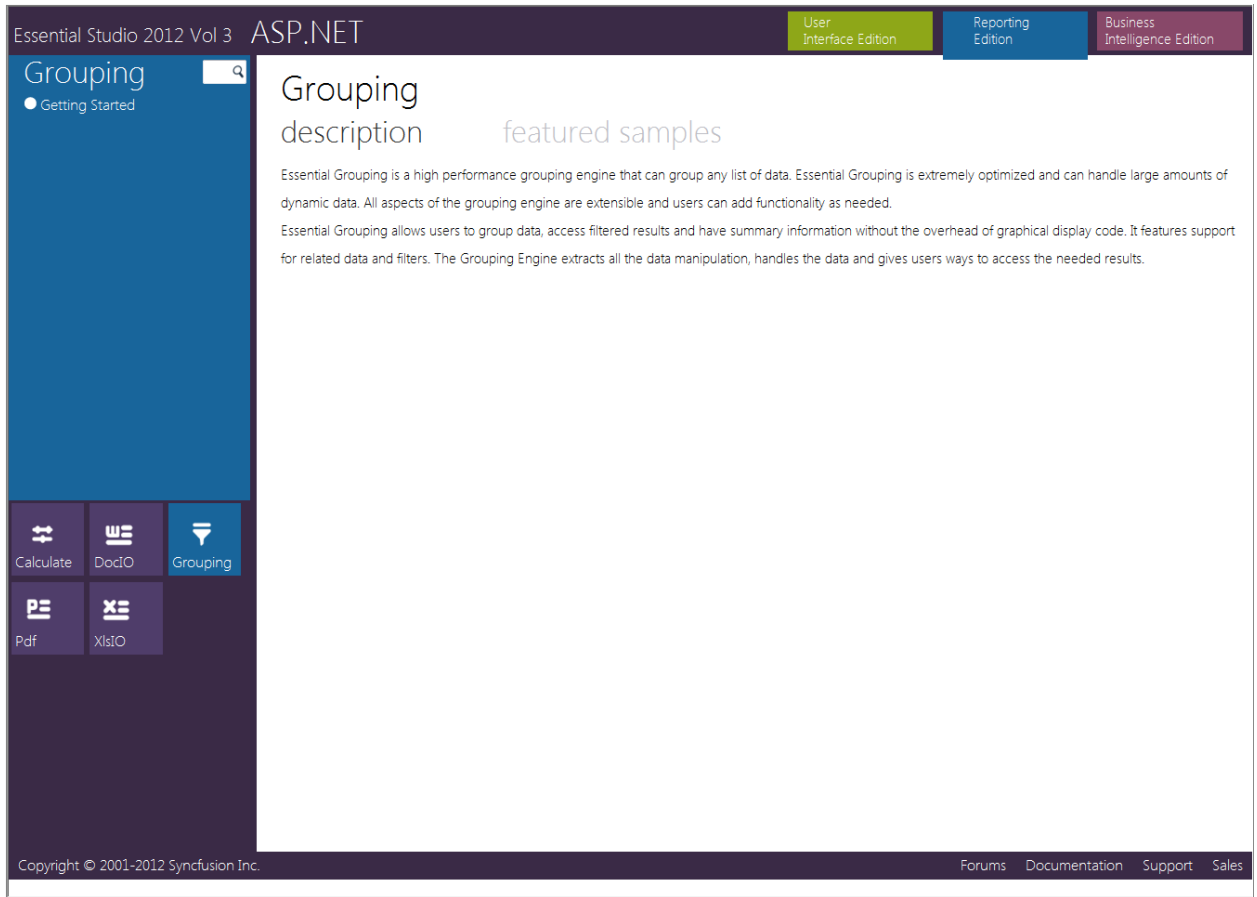 Essential Studio 2012 Vol 3 ASP.NET
User
Interface Edition
Reporting
Edition
Business
Intelligence Edition
Grouping
Getting Started
Grouping
description featured samples
Essential Grouping is a high performance grouping engine that can group any list of data. Essential Grouping is extremely optimized and can handle large amounts of
dynamic data. All aspects of the grouping engine are extensible and users can add functionality as needed.
Essential Grouping allows users to group data, access filtered results and have summary information without the overhead of graphical display code. It features support
for related data and filters. The Grouping Engine extracts all the data manipulation, handles the data and gives users ways to access the needed results.
Calculate
DocIO
Grouping
Pdf
XlsIO
Copyright © 2001-2012 Syncfusion Inc.
Forums Documentation Support Sales